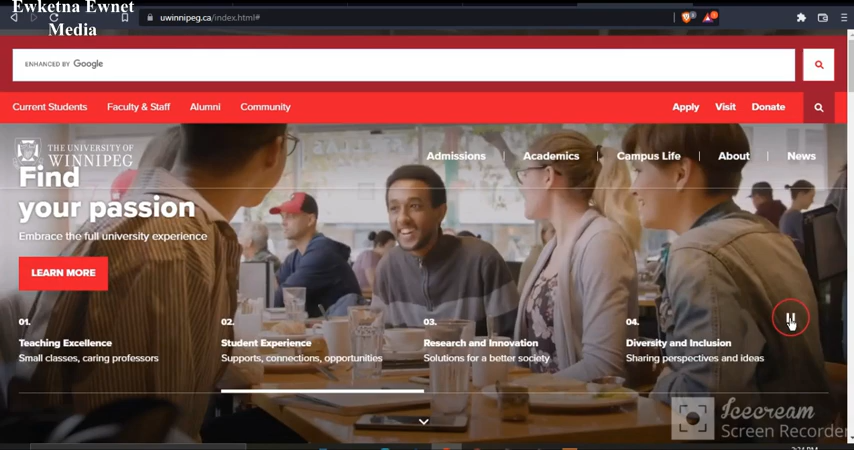 Ewketna Ewnet
Media
uwinnipeg.ca/index.html#
ENHANCED BY Google
Current Students Faculty & Staff Alumni Community Apply Visit Donate
THE UNIVERSITY OF
WINNIPEG
Admissions Academics Campus Life About News
Find
your passion
Embrace the full university experience
LEARN MORE
01. 02. 03. 04.
Teaching Excellence Student Experience Research and Innovation Diversity and Inclusion
Small classes, caring professors Supports, connections, opportunities Solutions for a better society Sharing perspectives and ideas
Icecream
Screen Recorder